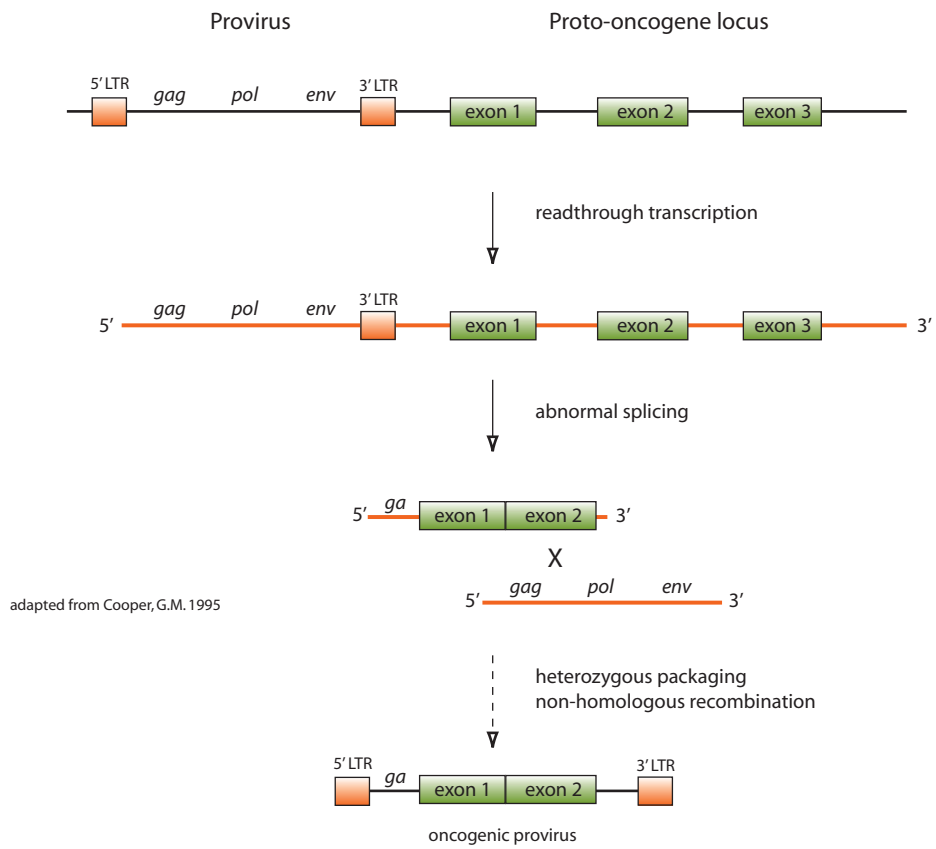 Provirus Proto-oncogene locus
5’ LTR gag pol env 3’ LTR exon 1 exon 2 exon 3
readthrough transcription
5’ gag pol env 3’ LTR exon 1 exon 2 exon 3 3’
abnormal splicing
5’ ga exon 1 exon 2 3’
X
adapted from Cooper, G.M. 1995
5’ gag pol env 3’
heterozygous packaging
non-homologous recombination
5’ LTR ga exon 1 exon 2 3’ LTR
oncogenic provirus